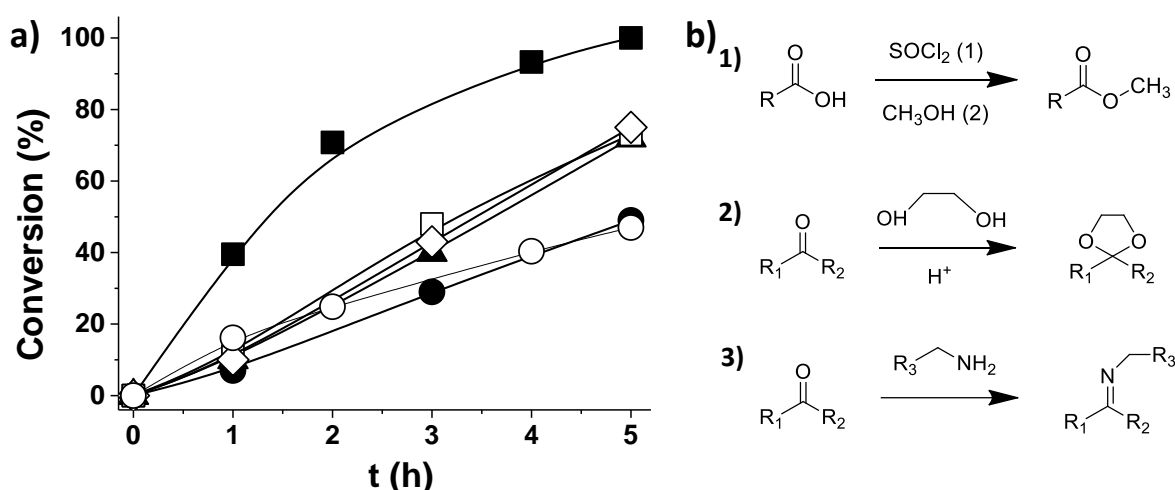 a)
Conversion (%)
100
80
60
40
20
0
0 1 2 3 4 5
t (h)
b)
1)
O
R OH
SOCl₂ (1)
CH₃OH (2)
O
R O CH₃
2)
O
R₁ R₂
OH OH
H⁺
O O
R₁ R₂
3)
O
R₁ R₂
R₃ NH₂
N R₃
R₁ R₂